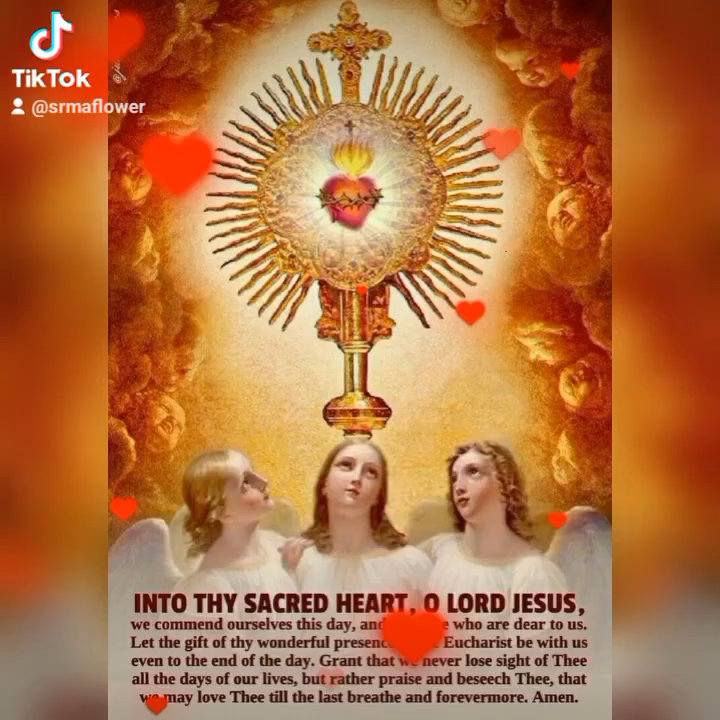 TikTok
@srmaflower
INTO THY SACRED HEART, O LORD JESUS,
we commend ourselves this day, and who are dear to us.
Let the gift of thy wonderful Eucharist be with us
even to the end of the day. Grant that we never lose sight of Thee
all the days of our lives, but rather praise and beseech Thee, that
we may love Thee till the last breathe and forevermore. Amen.